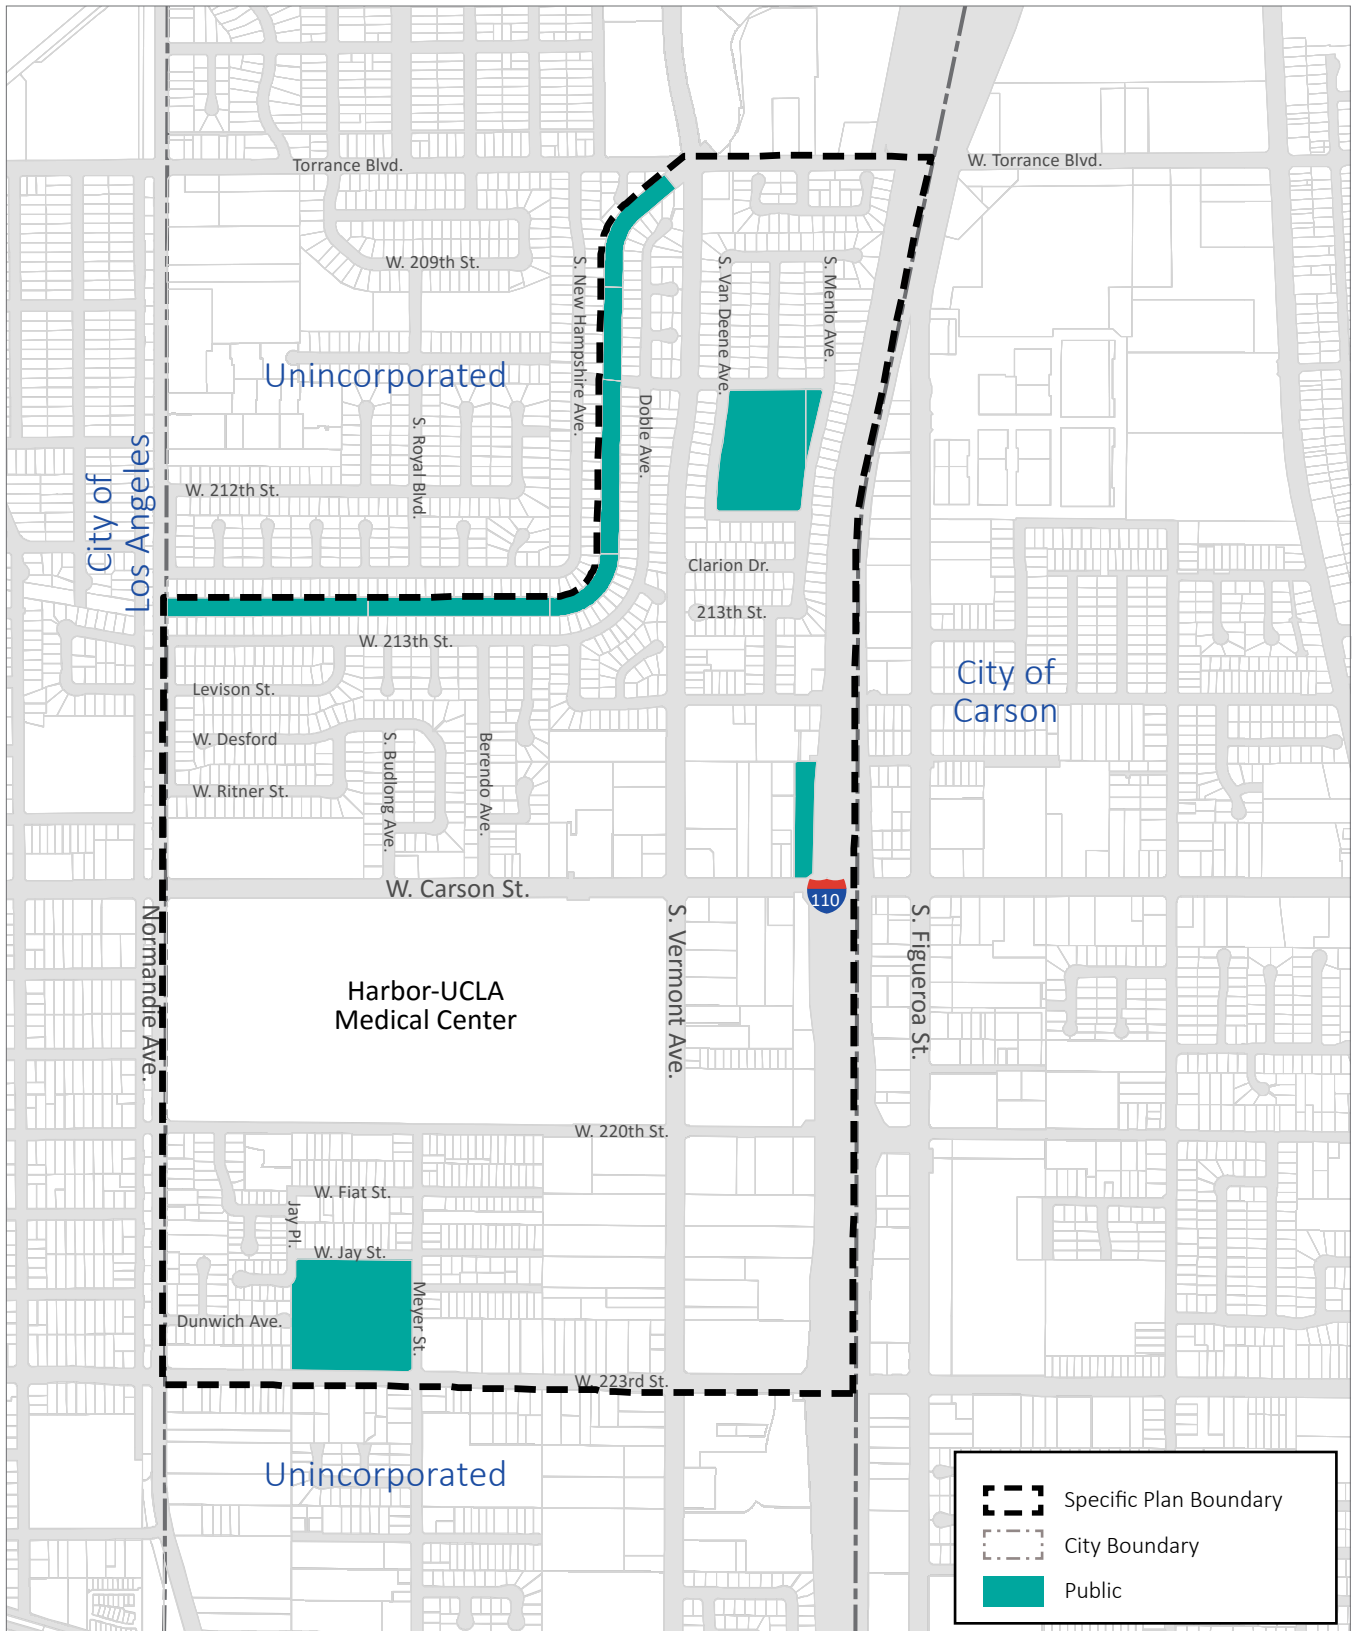 Torrance Blvd.
W. Torrance Blvd.
W. 209th St.
S. New Hampshire Ave.
S. Van Deene Ave.
S. Menlo Ave.
Unincorporated
Doble Ave.
S. Royal Blvd.
City of
Los Angeles
W. 212th St.
Clarion Dr.
213th St.
W. 213th St.
City of
Carson
Levison St.
W. Desford
S. Budlong Ave.
Berendo Ave.
W. Ritner St.
W. Carson St.
110
Normandie Ave.
S. Vermont Ave.
S. Figueroa St.
Harbor-UCLA
Medical Center
W. 220th St.
W. Fiat St.
Jay Pl.
W. Jay St.
Meyer St.
Dunwich Ave.
W. 223rd St.
Unincorporated
Specific Plan Boundary
City Boundary
Public